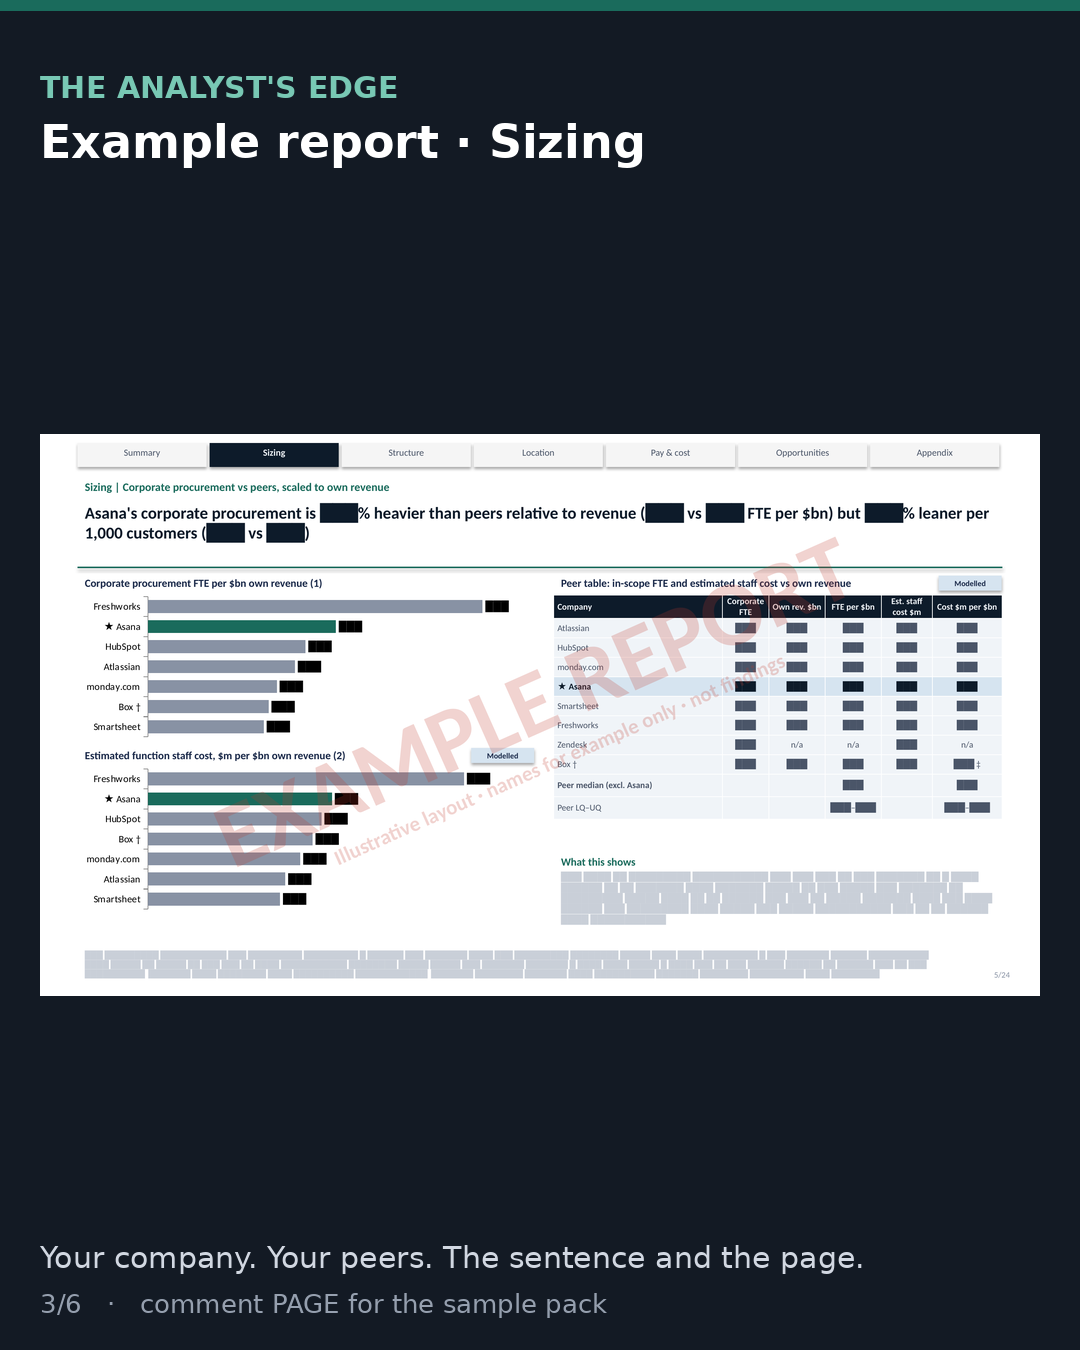 THE ANALYST'S EDGE
Example report · Sizing
Summary
Sizing
Structure
Location
Pay & cost
Opportunities
Appendix
Sizing | Corporate procurement vs peers, scaled to own revenue
Asana's corporate procurement is % heavier than peers relative to revenue ( vs FTE per $bn) but % leaner per
1,000 customers ( vs )
Corporate procurement FTE per $bn own revenue (1)
Freshworks
★ Asana
HubSpot
Atlassian
monday.com
Box †
Smartsheet
Estimated function staff cost, $m per $bn own revenue (2)
Modelled
Freshworks
★ Asana
HubSpot
Box †
monday.com
Atlassian
Smartsheet
Peer table: in-scope FTE and estimated staff cost vs own revenue
Modelled
Company
Corporate FTE
Own rev. $bn
FTE per $bn
Est. staff cost $m
Cost $m per $bn
Atlassian
HubSpot
monday.com
★ Asana
Smartsheet
Freshworks
Zendesk n/a n/a n/a
Box † ‡
Peer median (excl. Asana)
Peer LQ–UQ – –
What this shows
EXAMPLE REPORT
Illustrative layout · names for example only · not findings
5/24
Your company. Your peers. The sentence and the page.
3/6 · comment PAGE for the sample pack